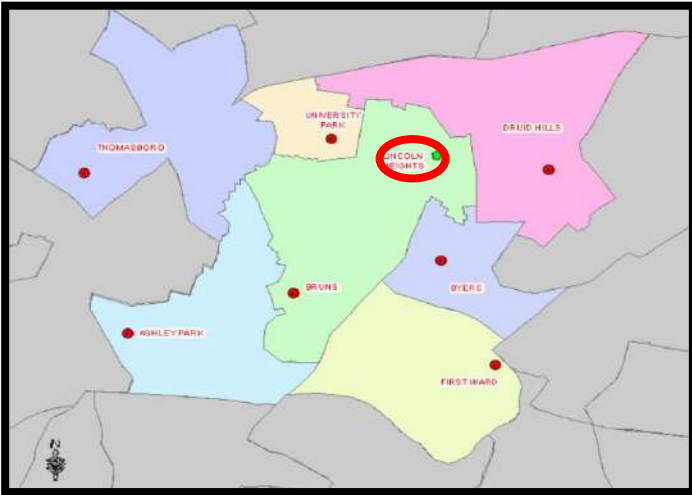 UNIVERSITY
PARK
DRUID HILLS
THOMASBORO
LINCOLN
HEIGHTS
BRUNS
BYERS
ASHLEY PARK
FIRST WARD
N